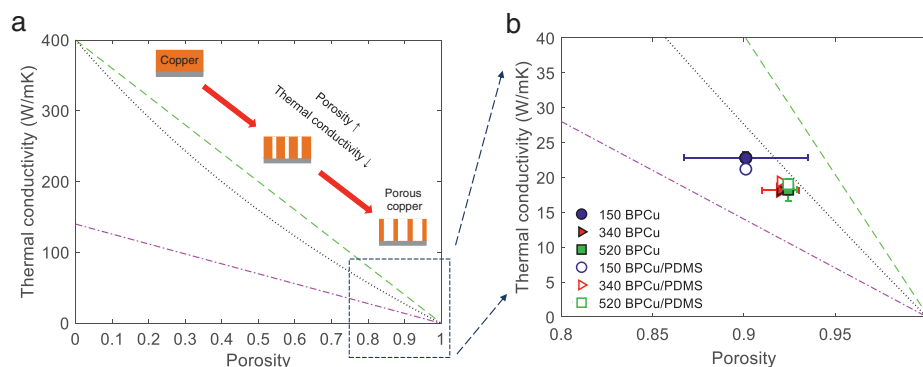 a
Thermal conductivity (W/mK)
400
300
200
100
0
0
0.1
0.2
0.3
0.4
0.5
0.6
0.7
0.8
0.9
1
Porosity
Copper
Porosity ↑
Thermal conductivity ↓
Porous
copper
b
Thermal conductivity (W/mK)
40
35
30
25
20
15
10
5
0
0.8
0.85
0.9
0.95
Porosity
150 BPCu
340 BPCu
520 BPCu
150 BPCu/PDMS
340 BPCu/PDMS
520 BPCu/PDMS